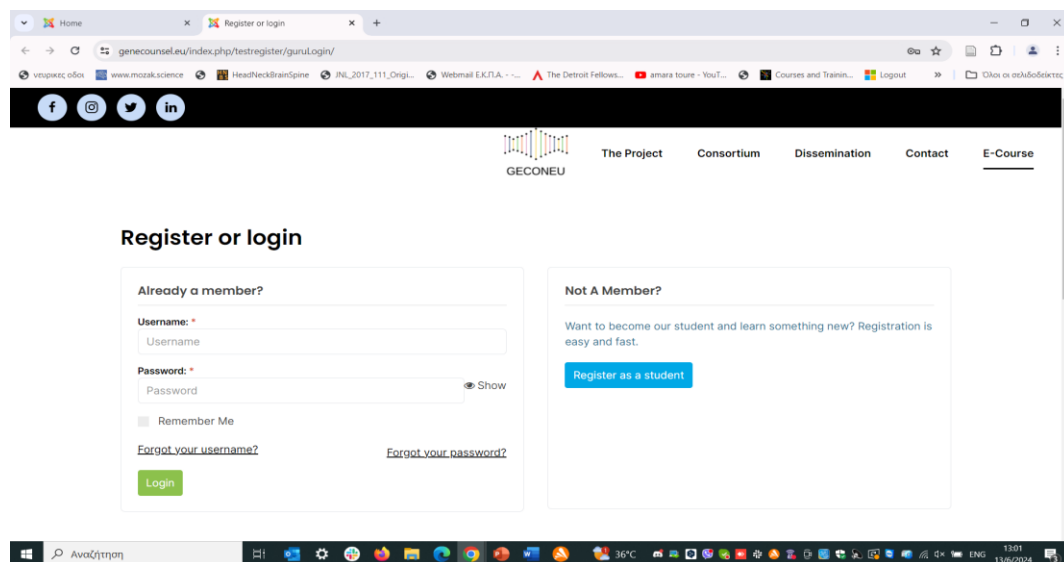 Home
Register or login
genecounsel.eu/index.php/testregister/guruLogin/
νευρικες οδοι
www.mozak.science
HeadNeckBrainSpine
JNL_2017_111_Origi...
Webmail Ε.Κ.Π.Α. - -...
The Detroit Fellows...
amara toure - YouT...
Courses and Trainin...
Logout
»
Όλοι οι σελιδοδείκτες
GECONEU
The Project
Consortium
Dissemination
Contact
E-Course
Register or login
Already a member?
Username: *
Username
Password: *
Password
Show
Remember Me
Forgot your username?
Forgot your password?
Login
Not A Member?
Want to become our student and learn something new? Registration is
easy and fast.
Register as a student
Αναζήτηση
36°C
ENG
13:01
13/6/2024